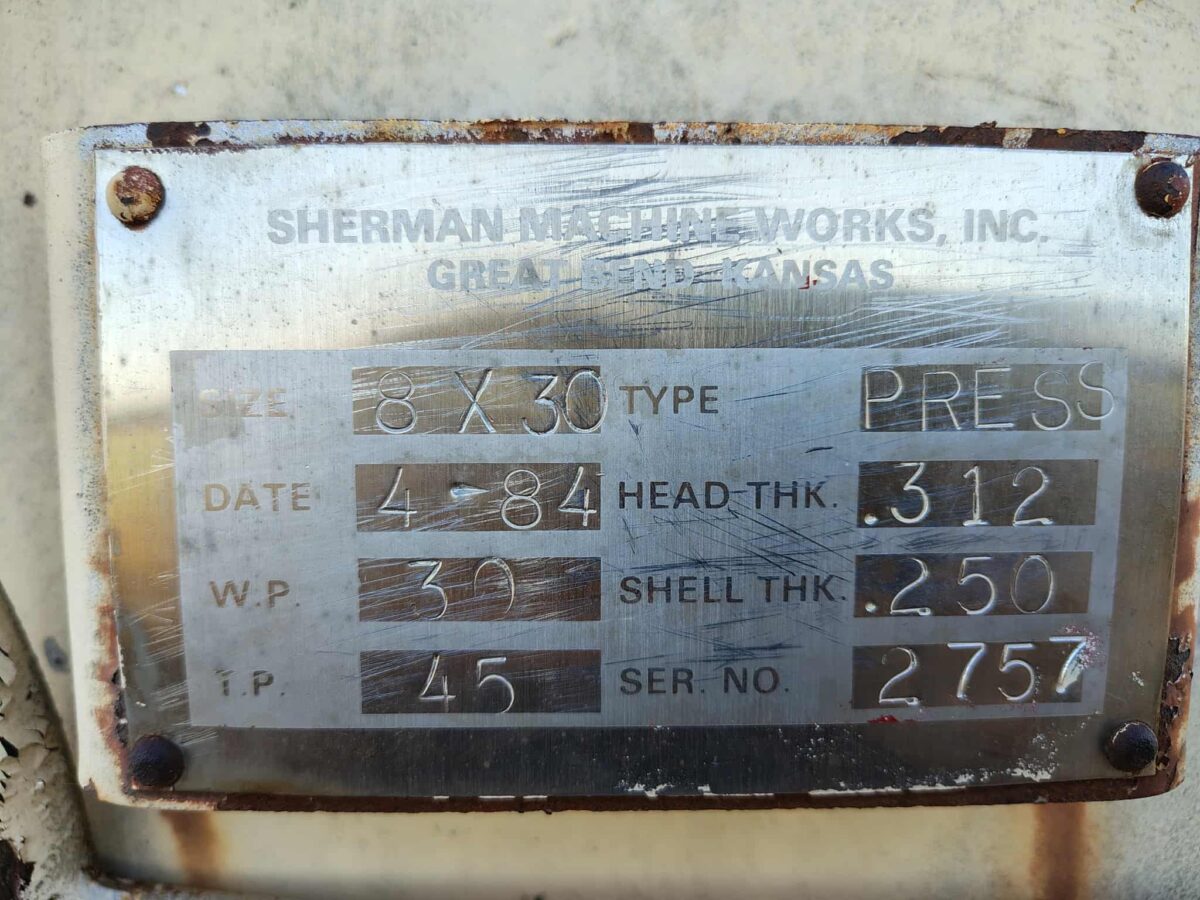 SHERMAN MACHINE WORKS, INC.
GREAT BEND, KANSAS
SIZE 8 X 30 TYPE PRESS
DATE 4-84 HEAD THK. .312
W.P. 30 SHELL THK. .250
T.P. 45 SER. NO. 2757